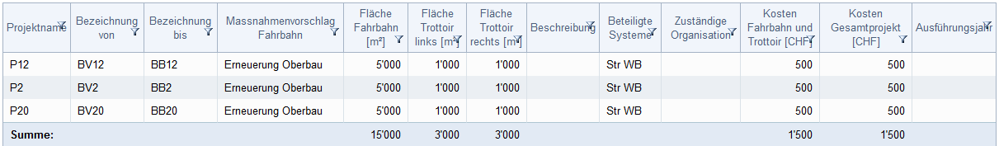 Projektname Bezeichnung von Bezeichnung bis Massnahmenvorschlag Fahrbahn Fläche Fahrbahn [m²] Fläche Trottoir links [m²] Fläche Trottoir rechts [m²] Beschreibung Beteiligte Systeme Zuständige Organisation Kosten Fahrbahn und Trottoir [CHF] Kosten Gesamtprojekt [CHF] Ausführungsjahr
P12 BV12 BB12 Erneuerung Oberbau 5'000 1'000 1'000 Str WB 500 500
P2 BV2 BB2 Erneuerung Oberbau 5'000 1'000 1'000 Str WB 500 500
P20 BV20 BB20 Erneuerung Oberbau 5'000 1'000 1'000 Str WB 500 500
Summe: 15'000 3'000 3'000 1'500 1'500